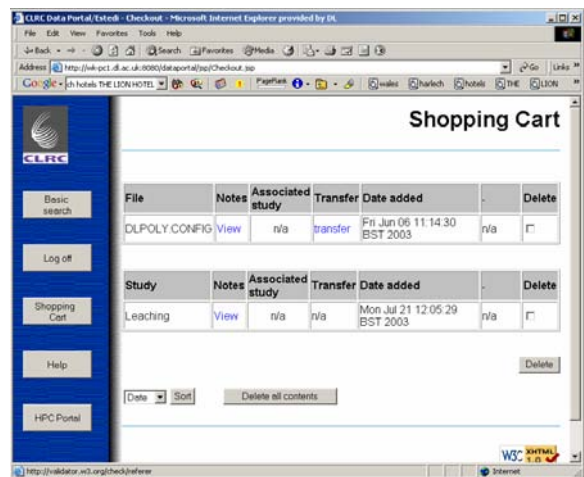 CLRC Data Portal/Estedi - Checkout - Microsoft Internet Explorer provided by DL
File Edit View Favorites Tools Help
Back Search Favorites Media
Address http://wk-pc1.dl.ac.uk:8080/dataportal/jsp/Checkout.jsp Go Links
Google ch hotels THE LION HOTEL PageRank wales harlech hotels THE LION
CLRC
Shopping Cart
Basic search
Log off
Shopping Cart
Help
HPC Portal
File Notes Associated study Transfer Date added . Delete
DLPOLY.CONFIG View n/a transfer Fri Jun 06 11:14:30 BST 2003 n/a
Study Notes Associated study Transfer Date added . Delete
Leaching View n/a n/a Mon Jul 21 12:05:29 BST 2003 n/a
Delete
Date Sort Delete all contents
W3C XHTML 1.0
http://validator.w3.org/check/referer Internet